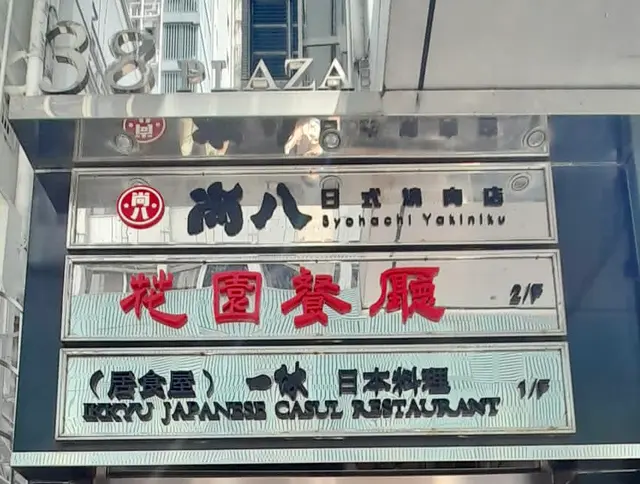 38 PLAZA
尚八 日式燒肉店
Syohachi Yakiniku
花園餐廳 2/F
(居食屋) 一休 日本料理 1/F
IKKYU JAPANESE CASUL RESTAURANT